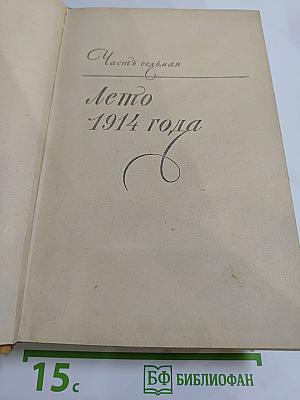 Часть седьмая
Лето
1914 года
15с
БФ БИБЛИОФАН